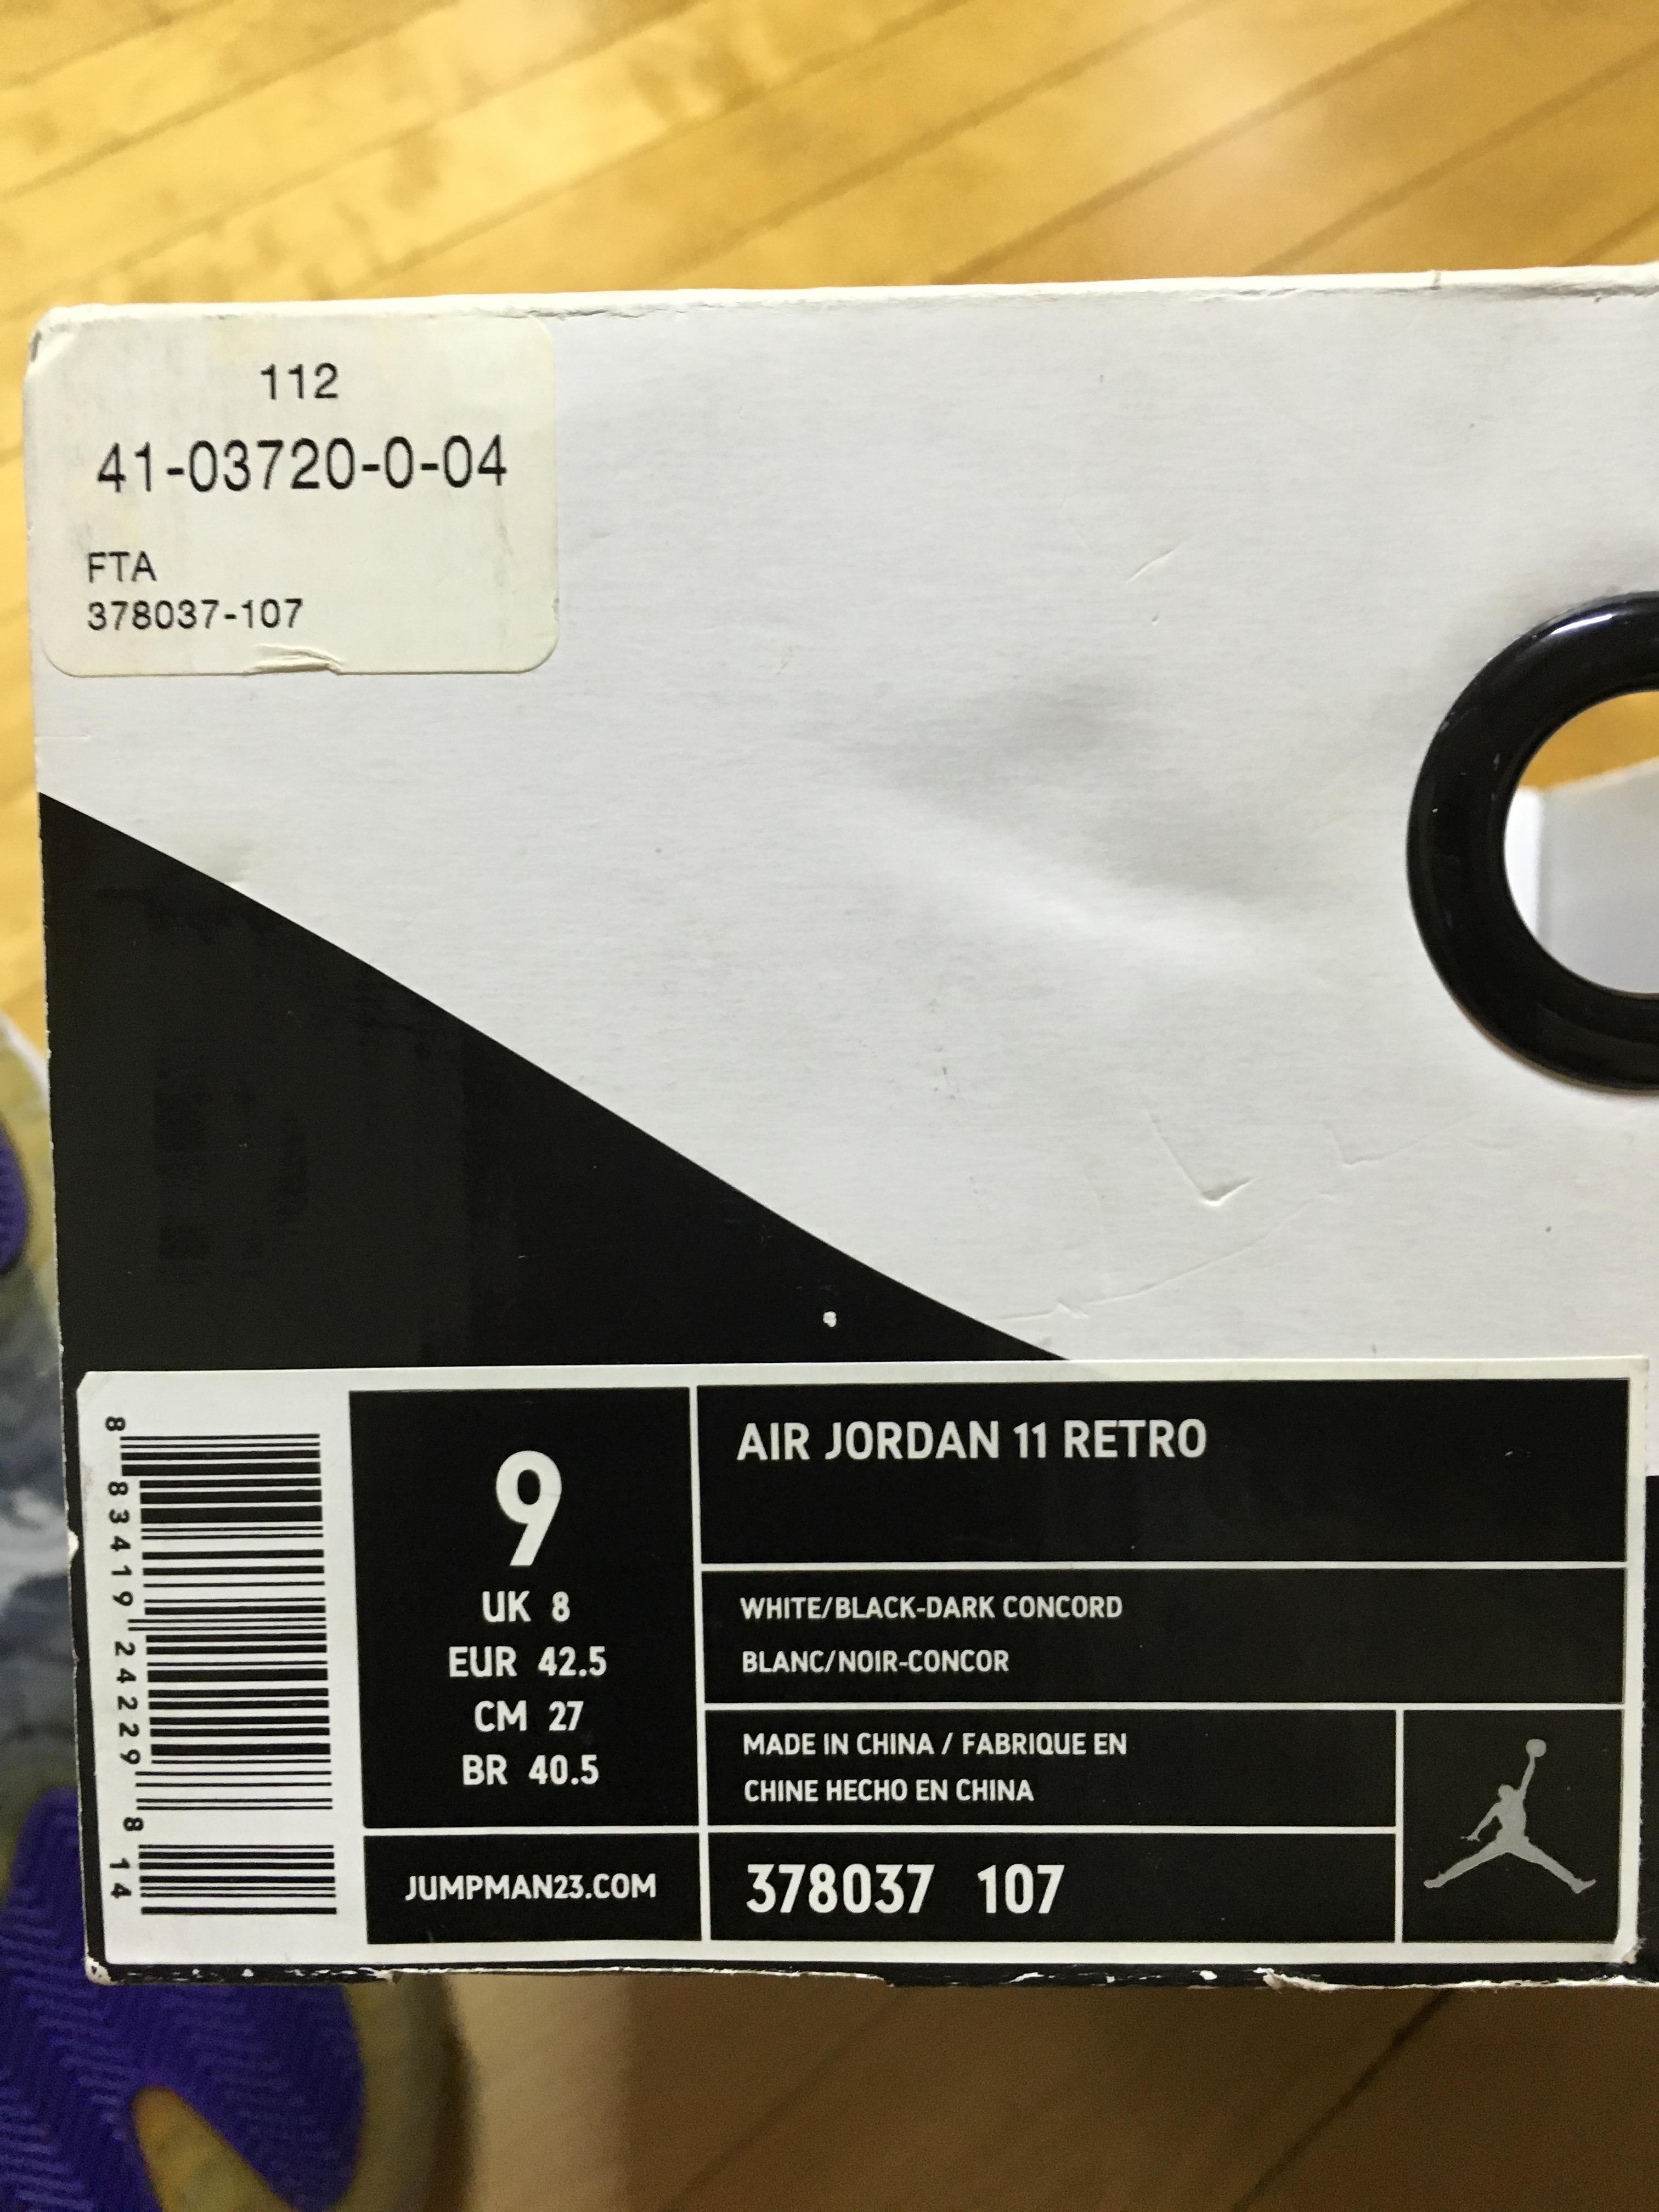 112
41-03720-0-04
FTA
378037-107
8 83419 24229 8 14
9
UK 8
EUR 42.5
CM 27
BR 40.5
JUMPMAN23.COM
AIR JORDAN 11 RETRO
WHITE/BLACK-DARK CONCORD
BLANC/NOIR-CONCOR
MADE IN CHINA / FABRIQUE EN
CHINE HECHO EN CHINA
378037 107